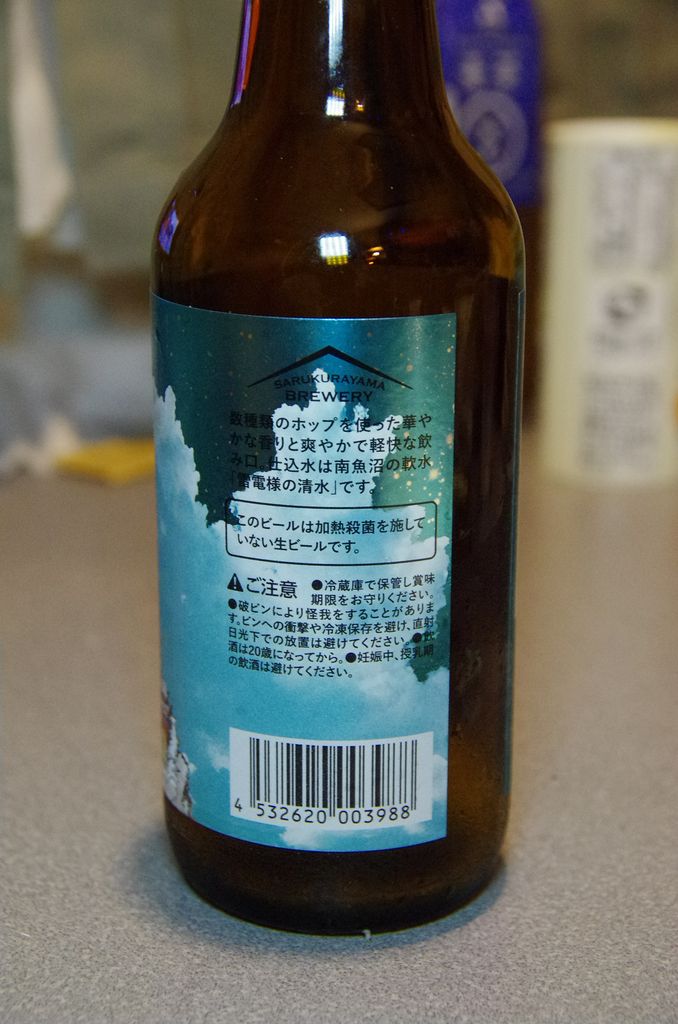 SARUKURAYAMA
BREWERY
数種類のホップを使った華や
かな香りと爽やかで軽快な飲
み口。仕込水は南魚沼の軟水
「雷電様の清水」です。
このビールは加熱殺菌を施して
いない生ビールです。
ご注意 ●冷蔵庫で保管し賞味
期限をお守りください。
●破ビンにより怪我をすることがありま
す。ビンへの衝撃や冷凍保存を避け、直射
日光下での放置は避けてください。●飲
酒は20歳になってから。●妊娠中、授乳期
の飲酒は避けてください。
4 532620 003988